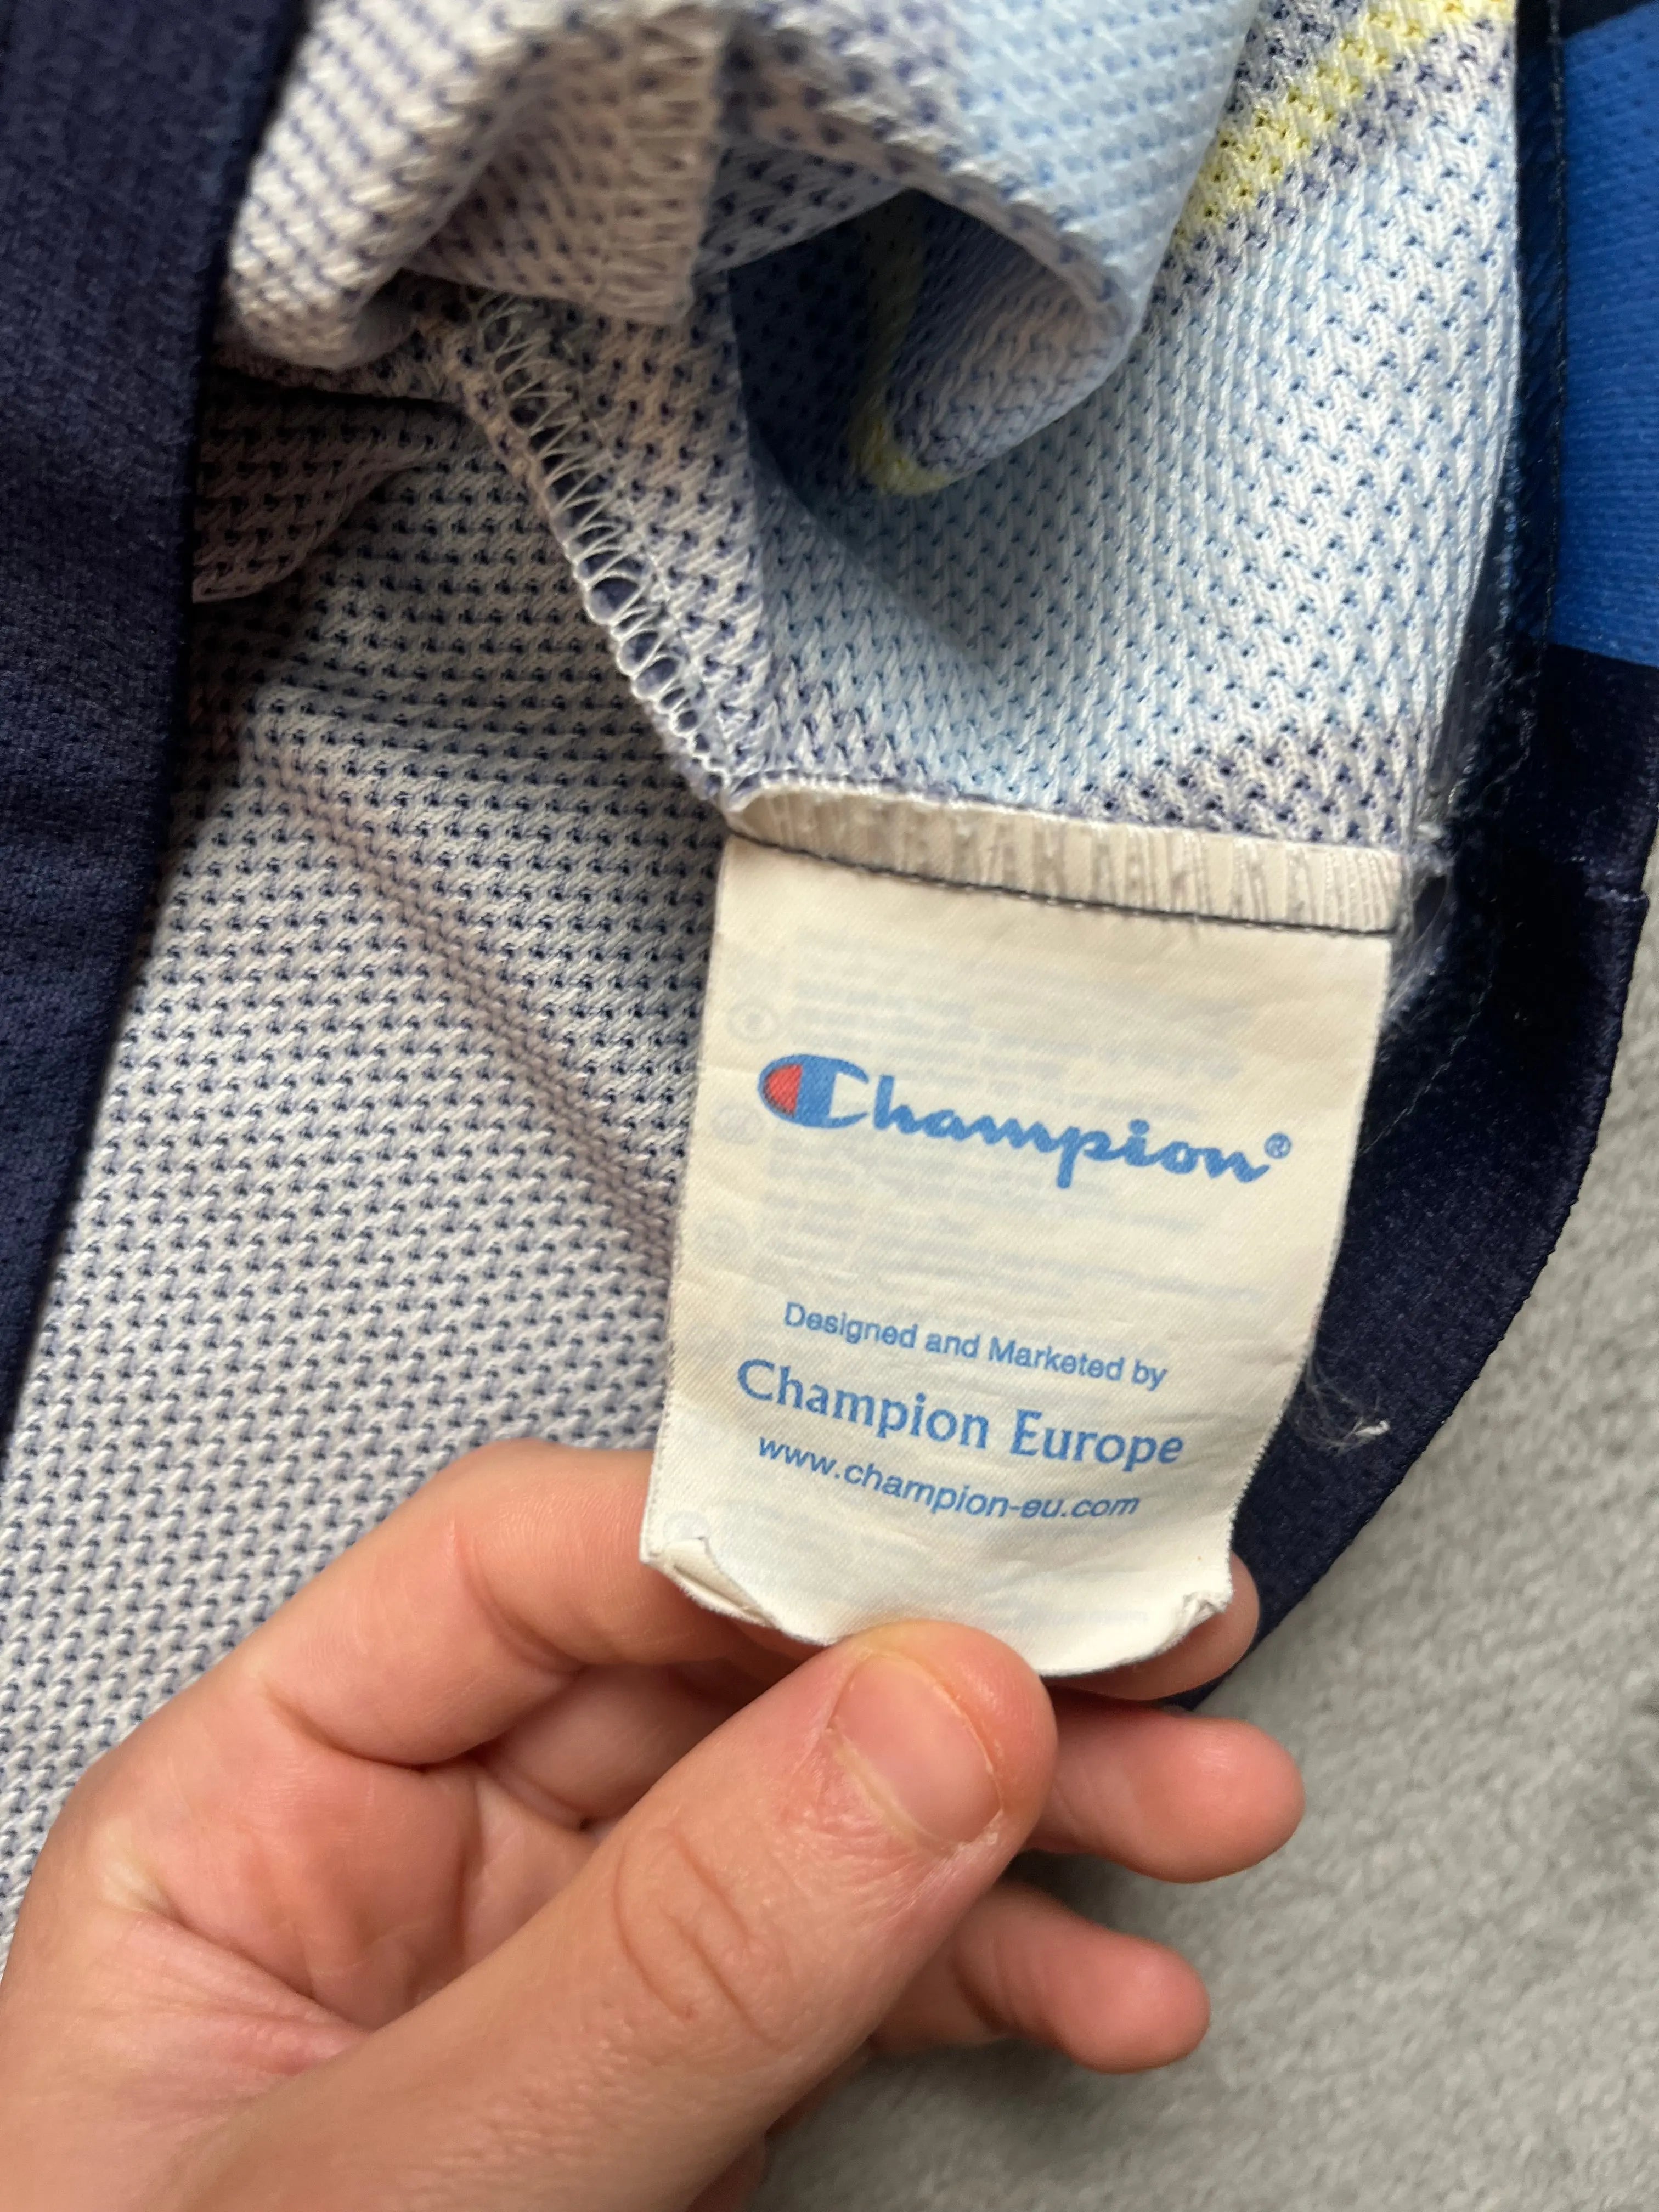 Champion®
Designed and Marketed by
Champion Europe
www.champion-eu.com